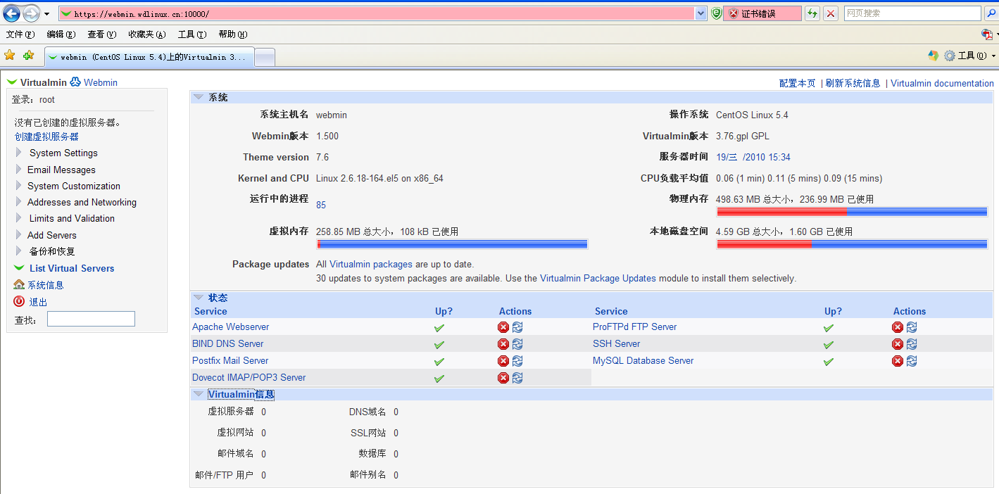 https://webmin.wdlinux.cn:10000/ 证书错误 网页搜索
文件(F) 编辑(E) 查看(V) 收藏夹(A) 工具(T) 帮助(H)
webmin (CentOS Linux 5.4)上的Virtualmin 3... 工具(O)
Virtualmin Webmin
登录: root
没有已创建的虚拟服务器。
创建虚拟服务器
System Settings
Email Messages
System Customization
Addresses and Networking
Limits and Validation
Add Servers
备份和恢复
List Virtual Servers
系统信息
退出
查找:
配置本页 | 刷新系统信息 | Virtualmin documentation
系统
系统主机名 webmin 操作系统 CentOS Linux 5.4
Webmin版本 1.500 Virtualmin版本 3.76.gpl GPL
Theme version 7.6 服务器时间 19/三 /2010 15:34
Kernel and CPU Linux 2.6.18-164.el5 on x86_64 CPU负载平均值 0.06 (1 min) 0.11 (5 mins) 0.09 (15 mins)
运行中的进程 85 物理内存 498.63 MB 总大小，236.99 MB 已使用
虚拟内存 258.85 MB 总大小，108 kB 已使用 本地磁盘空间 4.59 GB 总大小，1.60 GB 已使用
Package updates All Virtualmin packages are up to date.
30 updates to system packages are available. Use the Virtualmin Package Updates module to install them selectively.
状态
Service Up? Actions Service Up? Actions
Apache Webserver ProFTPd FTP Server
BIND DNS Server SSH Server
Postfix Mail Server MySQL Database Server
Dovecot IMAP/POP3 Server
Virtualmin信息
虚拟服务器 0 DNS域名 0
虚拟网站 0 SSL网站 0
邮件域名 0 数据库 0
邮件/FTP 用户 0 邮件别名 0